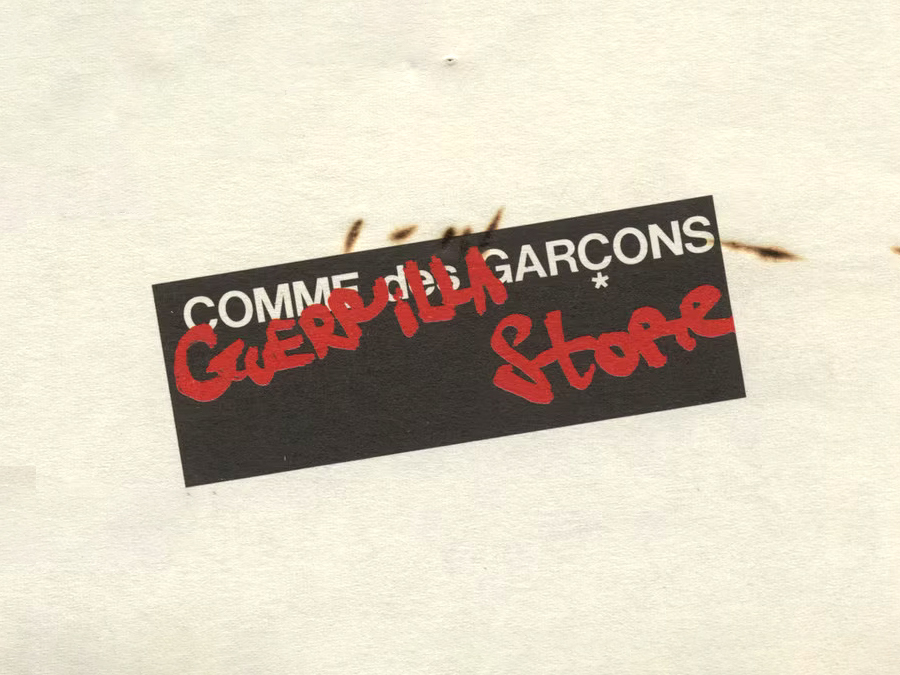 COMME des GARÇONS
*
GUERRILLA
Store